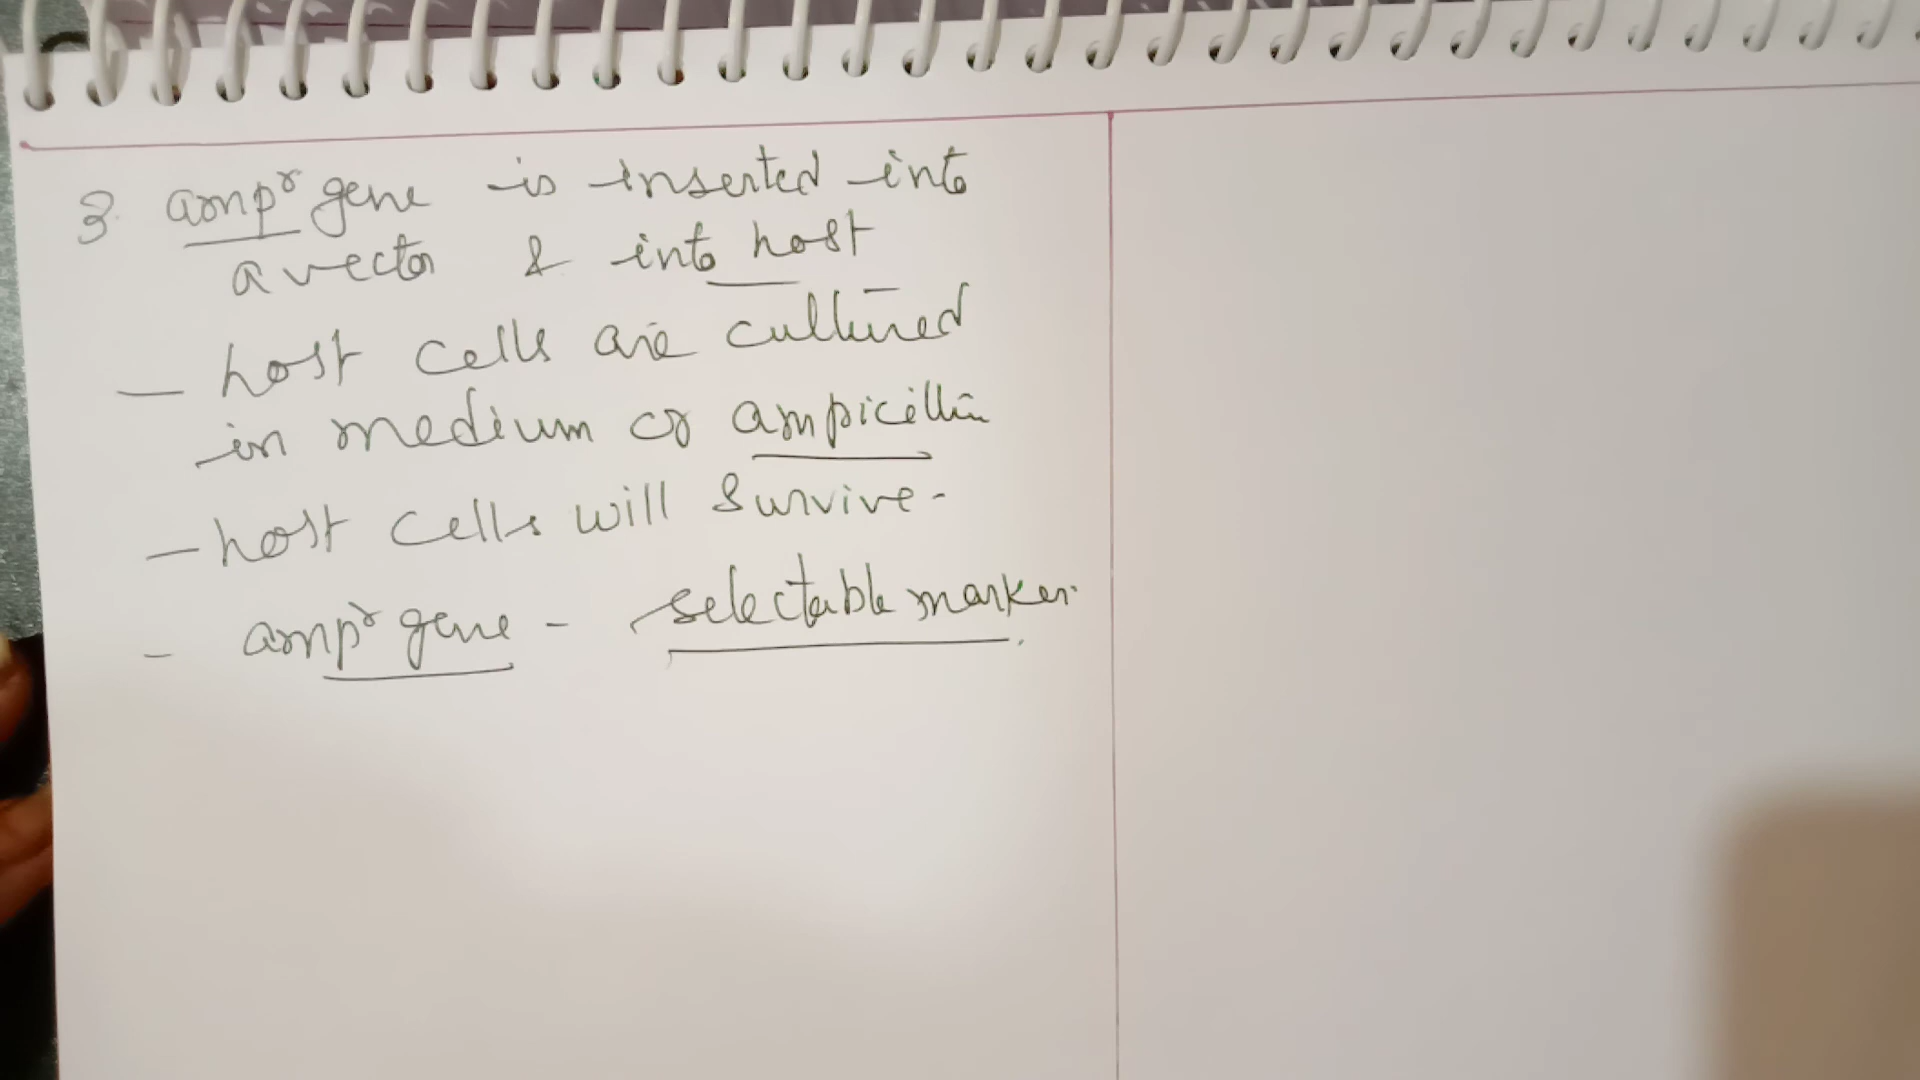 3. ampʳ gene is inserted into
a vector & into host
- host cells are cultured
in medium or ampicillin
- host cells will survive-
- ampʳ gene - selectable marker.